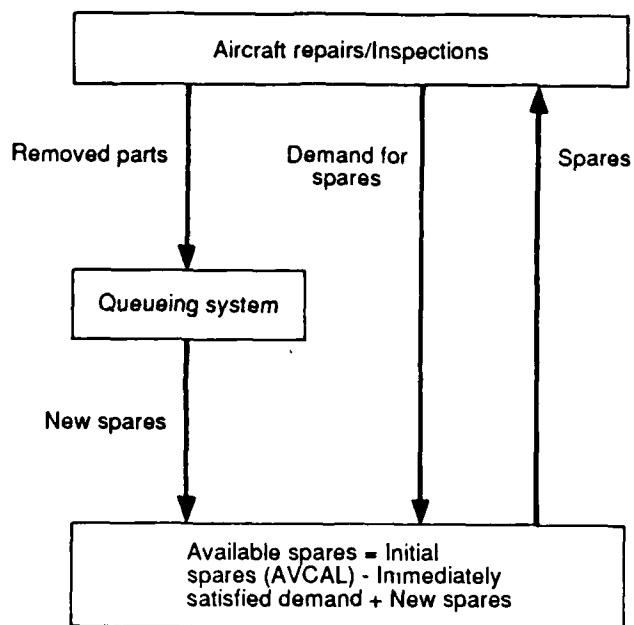 Aircraft repairs/Inspections
Removed parts
Demand for
spares
Spares
Queueing system
New spares
Available spares = Initial
spares (AVCAL) - Immediately
satisfied demand + New spares